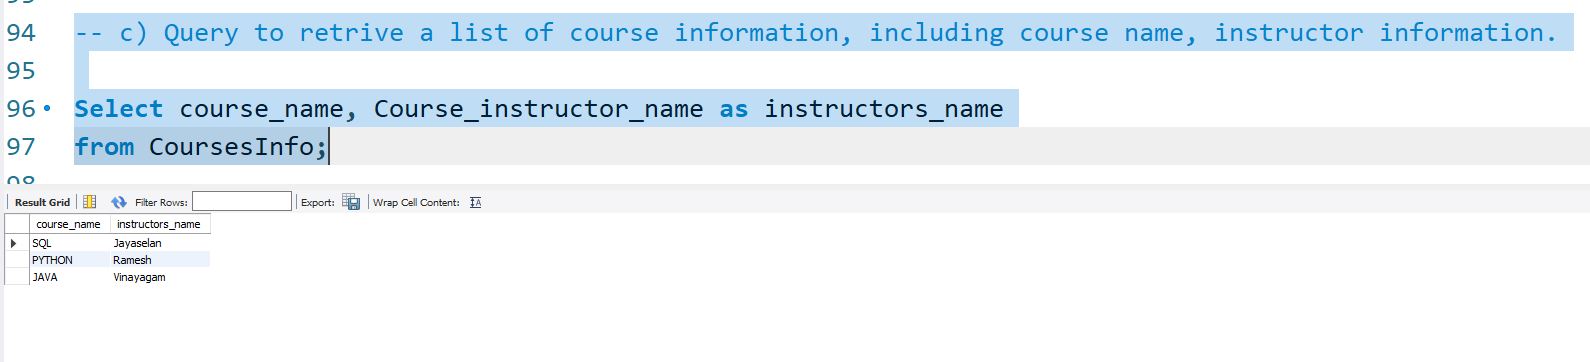 94 -- c) Query to retrive a list of course information, including course name, instructor information.
95
96 Select course_name, Course_instructor_name as instructors_name
97 from CoursesInfo;
Result Grid Filter Rows: Export: Wrap Cell Content:
course_name instructors_name
SQL Jayaselan
PYTHON Ramesh
JAVA Vinayagam